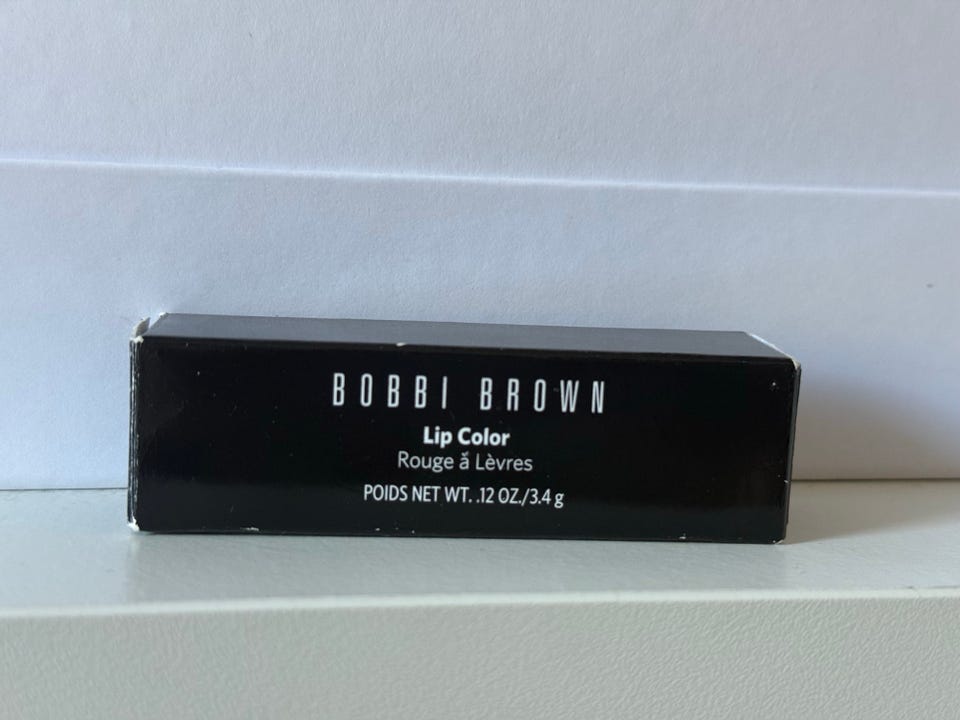 BOBBI BROWN
Lip Color
Rouge à Lèvres
POIDS NET WT. .12 OZ./3.4 g